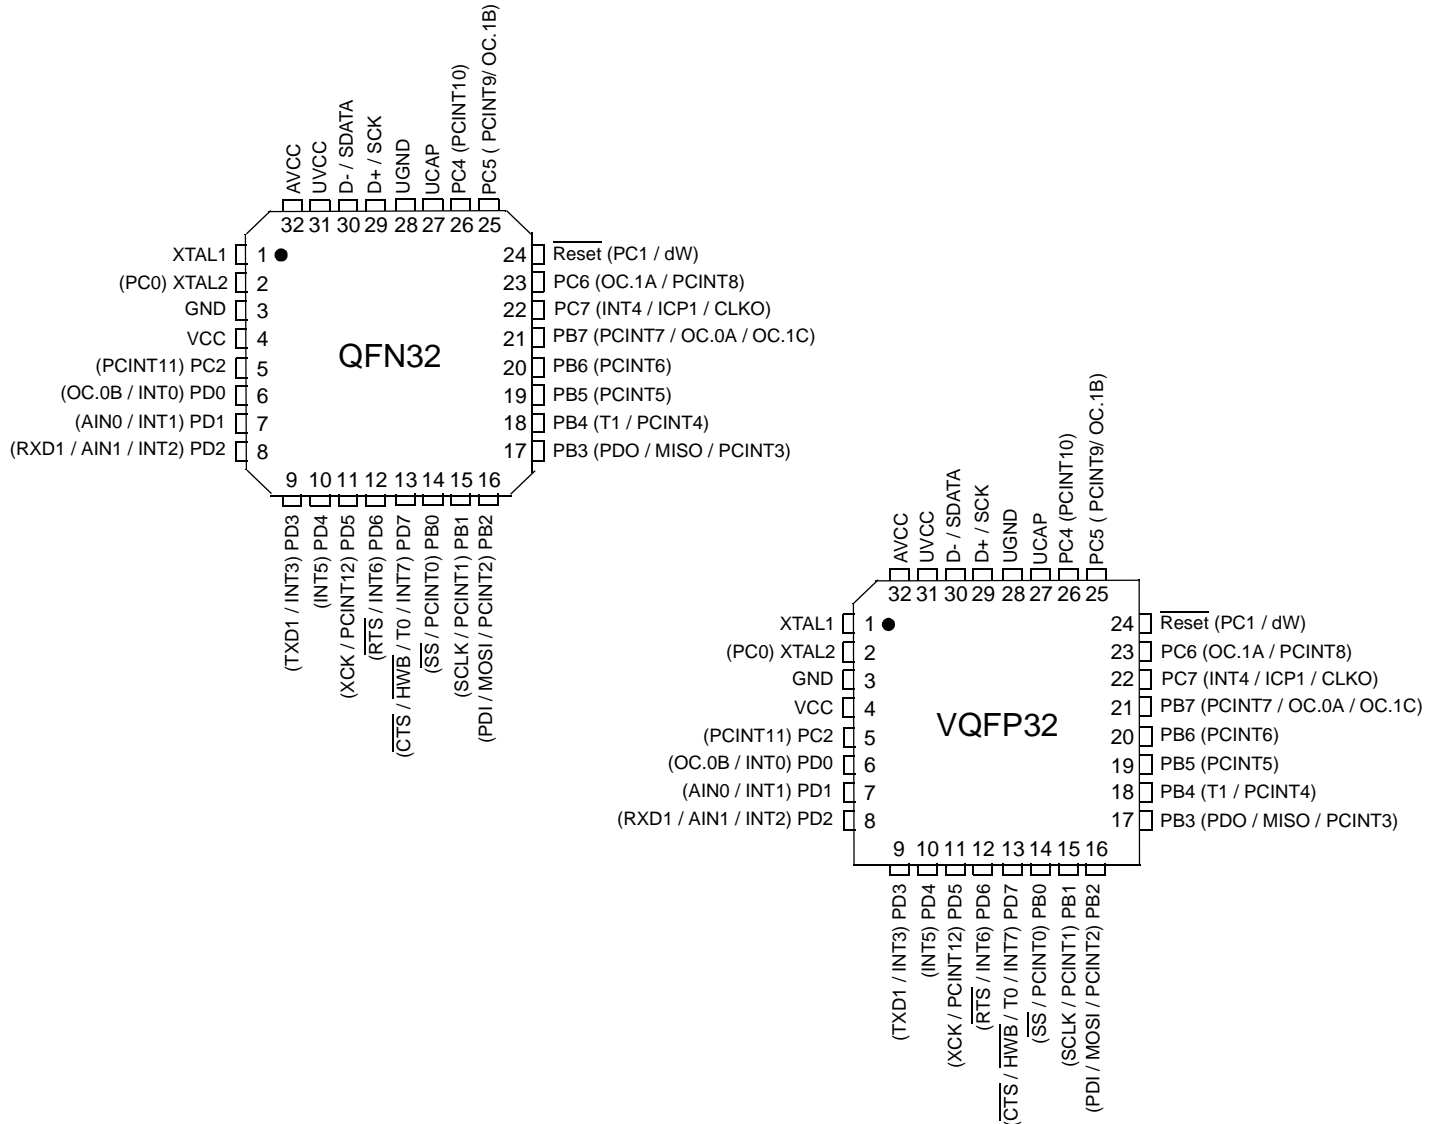 AVCC
UVCC
D- / SDATA
D+ / SCK
UGND
UCAP
PC4 (PCINT10)
PC5 ( PCINT9/ OC.1B)
32 31 30 29 28 27 26 25
XTAL1 1
(PC0) XTAL2 2
GND 3
VCC 4
(PCINT11) PC2 5
(OC.0B / INT0) PD0 6
(AIN0 / INT1) PD1 7
(RXD1 / AIN1 / INT2) PD2 8
QFN32
24 Reset (PC1 / dW)
23 PC6 (OC.1A / PCINT8)
22 PC7 (INT4 / ICP1 / CLKO)
21 PB7 (PCINT7 / OC.0A / OC.1C)
20 PB6 (PCINT6)
19 PB5 (PCINT5)
18 PB4 (T1 / PCINT4)
17 PB3 (PDO / MISO / PCINT3)
9 10 11 12 13 14 15 16
(TXD1 / INT3) PD3
(INT5) PD4
(XCK / PCINT12) PD5
(RTS / INT6) PD6
(CTS / HWB / T0 / INT7) PD7
(SS / PCINT0) PB0
(SCLK / PCINT1) PB1
(PDI / MOSI / PCINT2) PB2
AVCC
UVCC
D- / SDATA
D+ / SCK
UGND
UCAP
PC4 (PCINT10)
PC5 ( PCINT9/ OC.1B)
32 31 30 29 28 27 26 25
XTAL1 1
(PC0) XTAL2 2
GND 3
VCC 4
(PCINT11) PC2 5
(OC.0B / INT0) PD0 6
(AIN0 / INT1) PD1 7
(RXD1 / AIN1 / INT2) PD2 8
VQFP32
24 Reset (PC1 / dW)
23 PC6 (OC.1A / PCINT8)
22 PC7 (INT4 / ICP1 / CLKO)
21 PB7 (PCINT7 / OC.0A / OC.1C)
20 PB6 (PCINT6)
19 PB5 (PCINT5)
18 PB4 (T1 / PCINT4)
17 PB3 (PDO / MISO / PCINT3)
9 10 11 12 13 14 15 16
(TXD1 / INT3) PD3
(INT5) PD4
(XCK / PCINT12) PD5
(RTS / INT6) PD6
(CTS / HWB / T0 / INT7) PD7
(SS / PCINT0) PB0
(SCLK / PCINT1) PB1
(PDI / MOSI / PCINT2) PB2